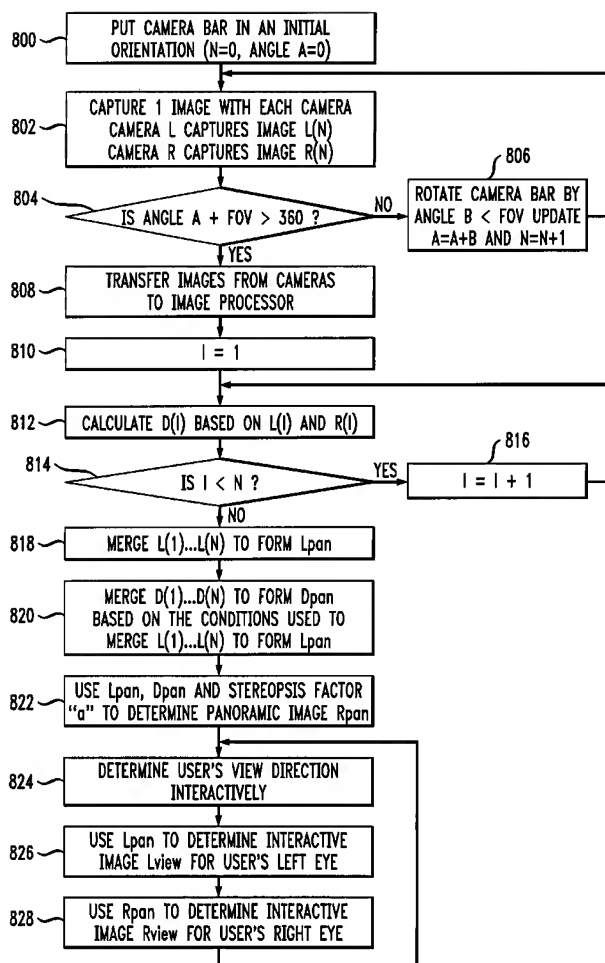 800
PUT CAMERA BAR IN AN INITIAL
ORIENTATION (N=0, ANGLE A=0)
802
CAPTURE 1 IMAGE WITH EACH CAMERA
CAMERA L CAPTURES IMAGE L(N)
CAMERA R CAPTURES IMAGE R(N)
804
IS ANGLE A + FOV > 360 ?
NO
YES
806
ROTATE CAMERA BAR BY
ANGLE B < FOV UPDATE
A=A+B AND N=N+1
808
TRANSFER IMAGES FROM CAMERAS
TO IMAGE PROCESSOR
810
I = 1
812
CALCULATE D(I) BASED ON L(I) AND R(I)
814
IS I < N ?
YES
NO
816
I = I + 1
818
MERGE L(1)...L(N) TO FORM Lpan
820
MERGE D(1)...D(N) TO FORM Dpan
BASED ON THE CONDITIONS USED TO
MERGE L(1)...L(N) TO FORM Lpan
822
USE Lpan, Dpan AND STEREOPSIS FACTOR
"a" TO DETERMINE PANORAMIC IMAGE Rpan
824
DETERMINE USER'S VIEW DIRECTION
INTERACTIVELY
826
USE Lpan TO DETERMINE INTERACTIVE
IMAGE Lview FOR USER'S LEFT EYE
828
USE Rpan TO DETERMINE INTERACTIVE
IMAGE Rview FOR USER'S RIGHT EYE